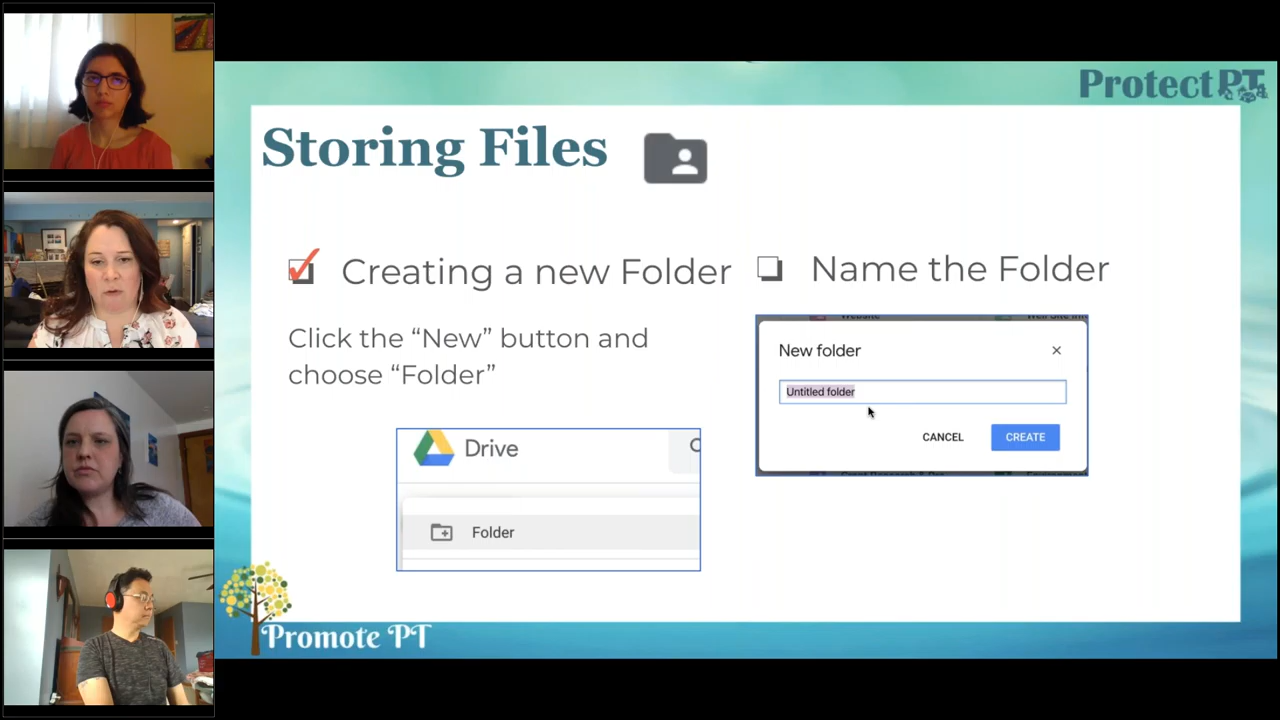 ProtectPT
Storing Files
Creating a new Folder
Name the Folder
Click the “New” button and
choose “Folder”
New folder
Untitled folder
CANCEL
CREATE
Drive
Folder
Promote PT